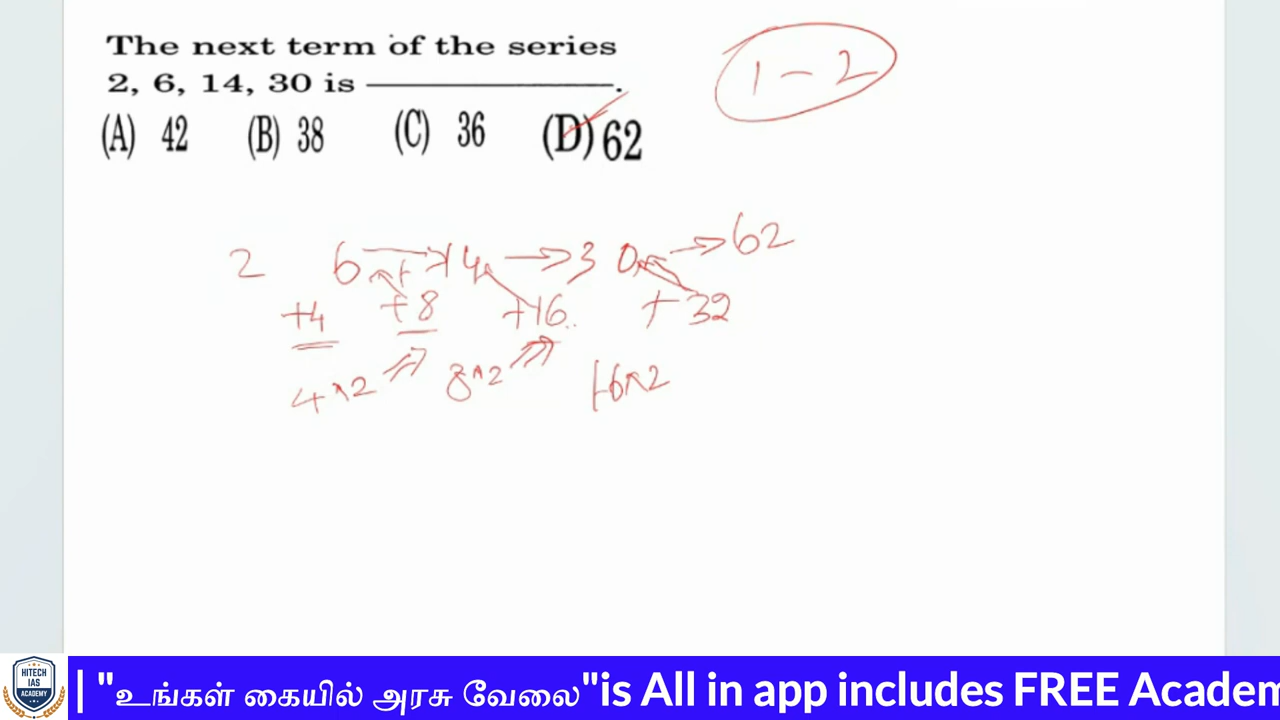 The next term of the series
2, 6, 14, 30 is ________.
(A) 42 (B) 38 (C) 36 (D) 62
1 - 2
2 6 14 30 62
+4 +8 +16 +32
4×2 8×2 16×2
HITECH
IAS
ACADEMY
| "உங்கள் கையில் அரசு வேலை"is All in app includes FREE Academ